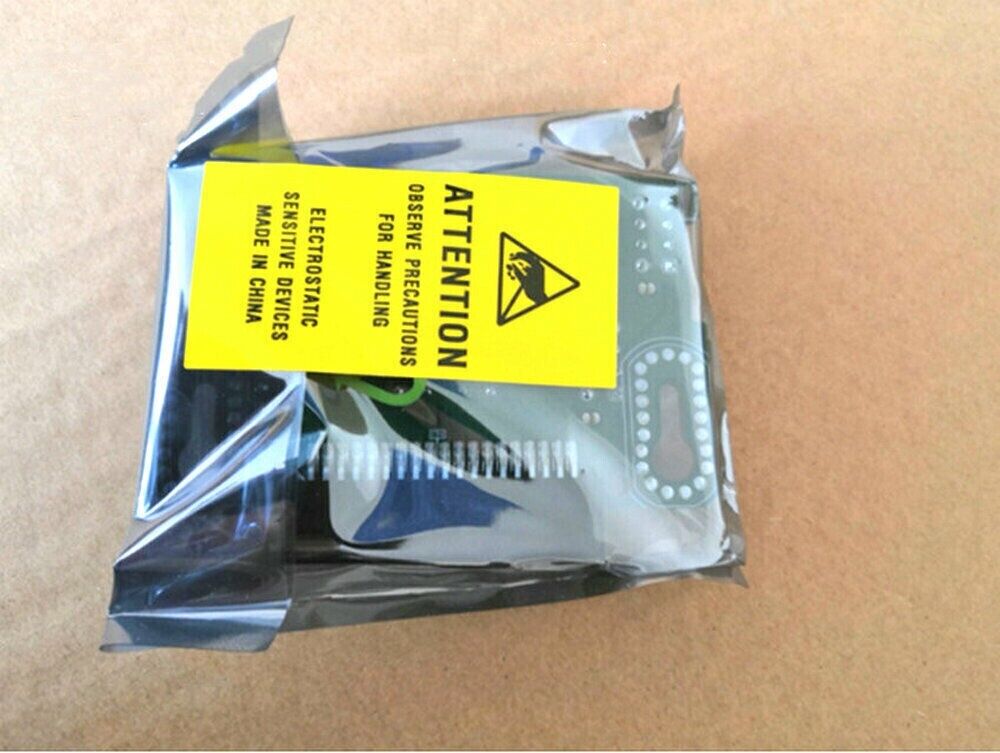 ATTENTION
OBSERVE PRECAUTIONS
FOR HANDLING
ELECTROSTATIC
SENSITIVE DEVICES
MADE IN CHINA